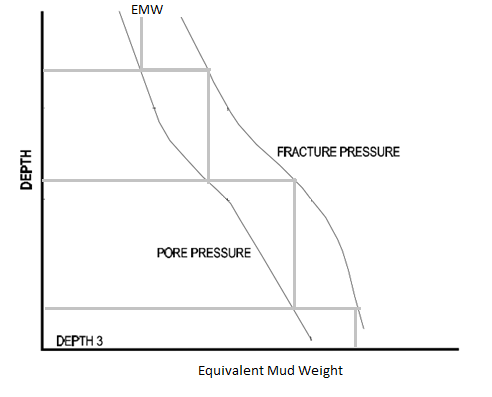 EMW
FRACTURE PRESSURE
DEPTH
PORE PRESSURE
DEPTH 3
Equivalent Mud Weight